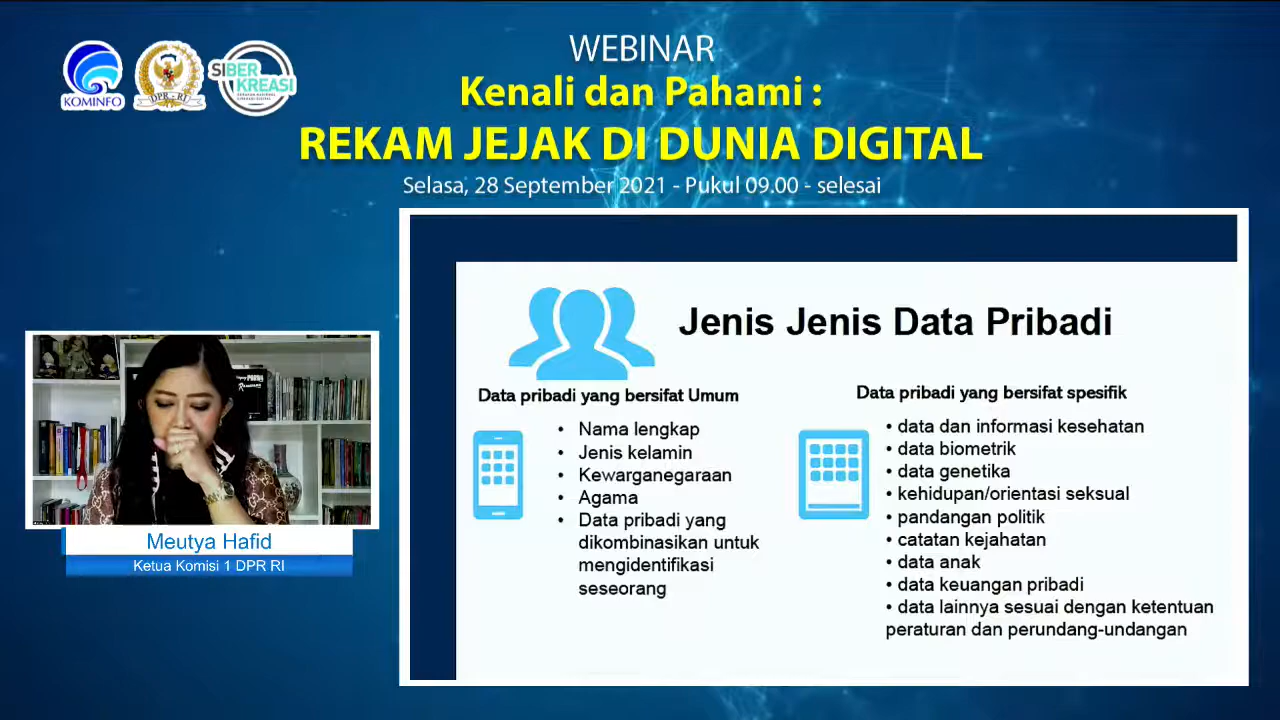 WEBINAR
Kenali dan Pahami :
REKAM JEJAK DI DUNIA DIGITAL
Selasa, 28 September 2021 - Pukul 09.00 - selesai
KOMINFO
DPR - RI
SIBER
KREASI
Jenis Jenis Data Pribadi
Data pribadi yang bersifat Umum
• Nama lengkap
• Jenis kelamin
• Kewarganegaraan
• Agama
• Data pribadi yang
dikombinasikan untuk
mengidentifikasi
seseorang
Data pribadi yang bersifat spesifik
• data dan informasi kesehatan
• data biometrik
• data genetika
• kehidupan/orientasi seksual
• pandangan politik
• catatan kejahatan
• data anak
• data keuangan pribadi
• data lainnya sesuai dengan ketentuan
peraturan dan perundang-undangan
Meutya Hafid
Ketua Komisi 1 DPR RI